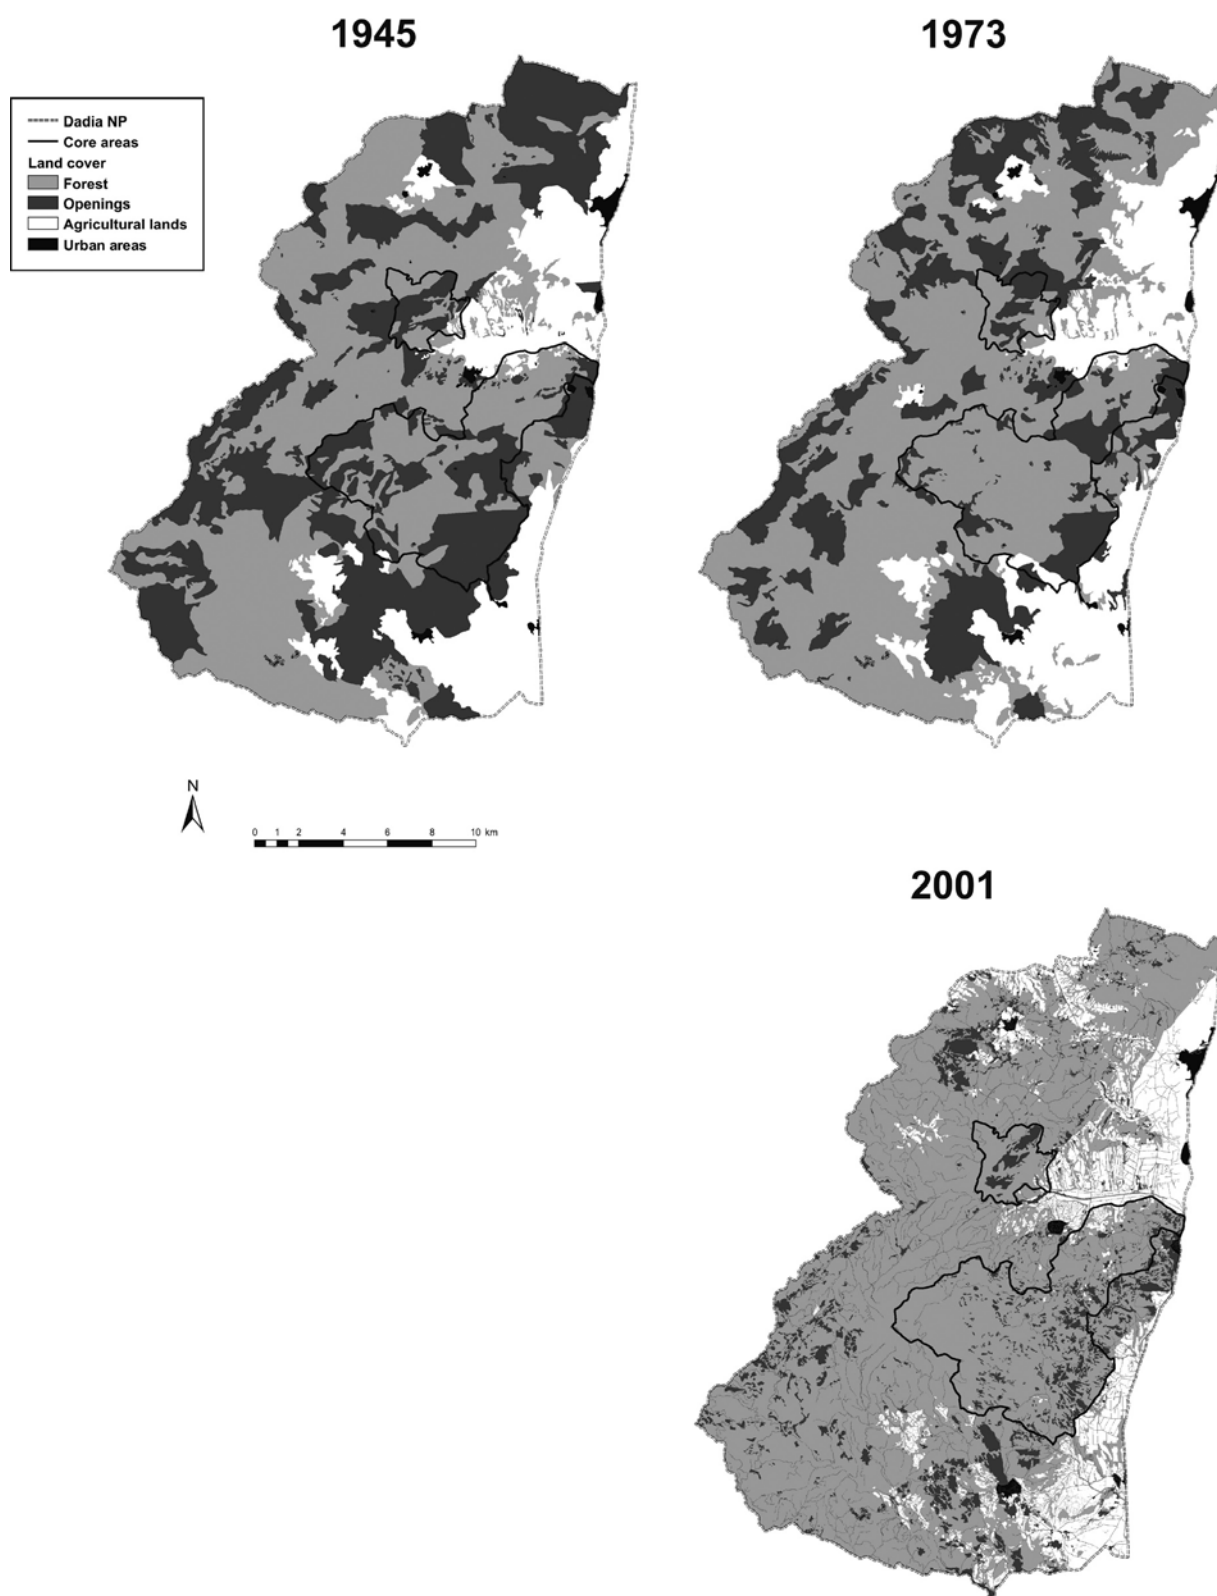 1945
1973
Dadia NP
Core areas
Land cover
Forest
Openings
Agricultural lands
Urban areas
N
0 1 2 4 6 8 10 km
2001